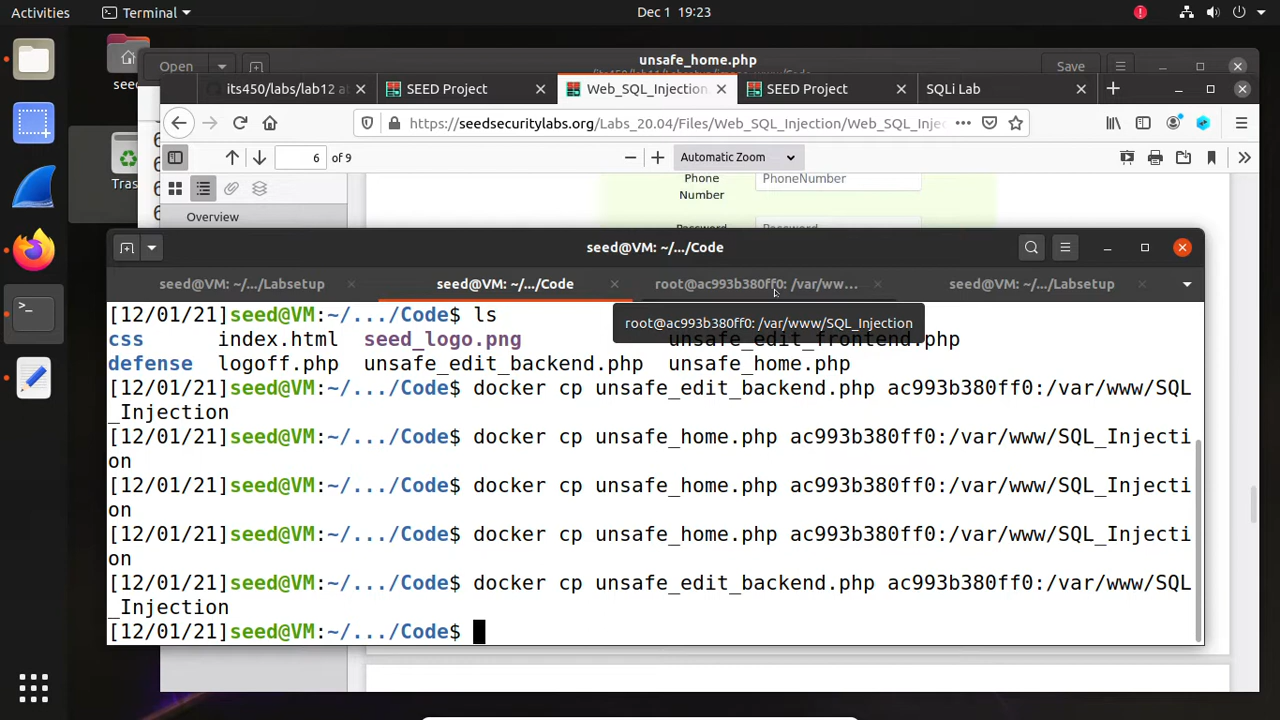 Activities Terminal Dec 1 19:23
seed
Trash
Open unsafe_home.php Save
its450/labs/lab12 at SEED Project Web_SQL_Injection SEED Project SQLi Lab
https://seedsecuritylabs.org/Labs_20.04/Files/Web_SQL_Injection/Web_SQL_Injec
6 of 9 Automatic Zoom
Overview
Phone
Number
PhoneNumber
seed@VM: ~/.../Code
seed@VM: ~/.../Labsetup seed@VM: ~/.../Code root@ac993b380ff0: /var/ww... seed@VM: ~/.../Labsetup
root@ac993b380ff0: /var/www/SQL_Injection
[12/01/21]seed@VM:~/.../Code$ ls
css index.html seed_logo.png unsafe_edit_frontend.php
defense logoff.php unsafe_edit_backend.php unsafe_home.php
[12/01/21]seed@VM:~/.../Code$ docker cp unsafe_edit_backend.php ac993b380ff0:/var/www/SQL
_Injection
[12/01/21]seed@VM:~/.../Code$ docker cp unsafe_home.php ac993b380ff0:/var/www/SQL_Injecti
on
[12/01/21]seed@VM:~/.../Code$ docker cp unsafe_home.php ac993b380ff0:/var/www/SQL_Injecti
on
[12/01/21]seed@VM:~/.../Code$ docker cp unsafe_home.php ac993b380ff0:/var/www/SQL_Injecti
on
[12/01/21]seed@VM:~/.../Code$ docker cp unsafe_edit_backend.php ac993b380ff0:/var/www/SQL
_Injection
[12/01/21]seed@VM:~/.../Code$